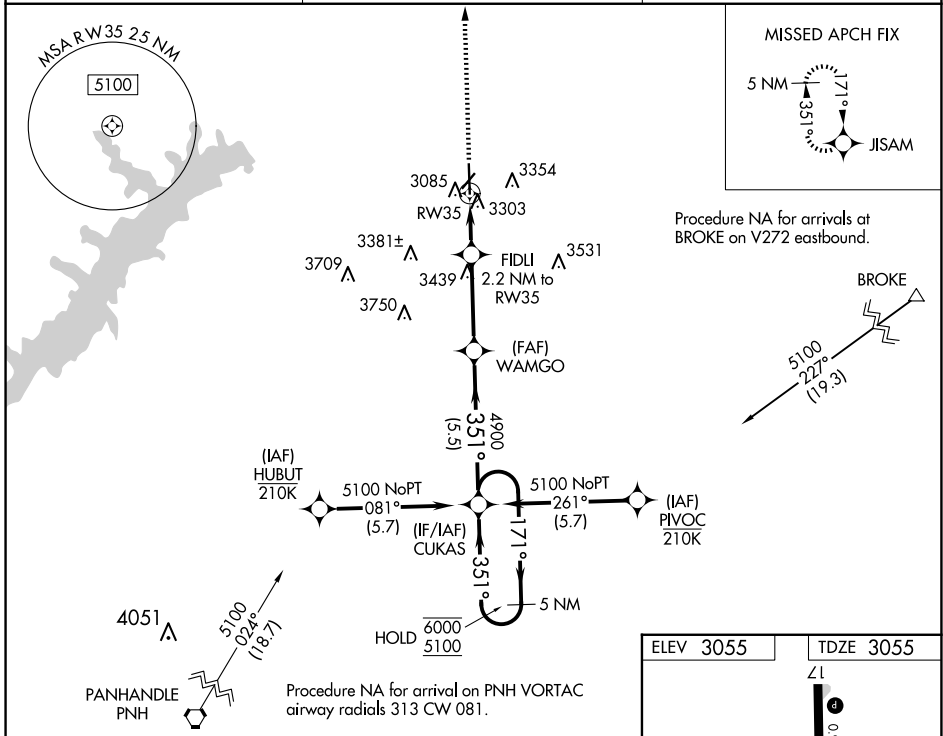 MSA RW35 25 NM
5100
MISSED APCH FIX
5 NM
351°
171°
JISAM
3085
3354
RW35
3303
3381±
3709
3439
FIDLI
2.2 NM to
RW35
3531
3750
Procedure NA for arrivals at
BROKE on V272 eastbound.
BROKE
5100
227°
(19.3)
(FAF)
WAMGO
4900
351°
(5.5)
(IAF)
HUBUT
210K
5100 NoPT
081°
(5.7)
(IF/IAF)
CUKAS
5100 NoPT
261°
(5.7)
(IAF)
PIVOC
210K
171°
351°
5 NM
HOLD
6000
5100
4051
5100
024°
(18.7)
PANHANDLE
PNH
Procedure NA for arrival on PNH VORTAC
airway radials 313 CW 081.
ELEV 3055
TDZE 3055
17
P